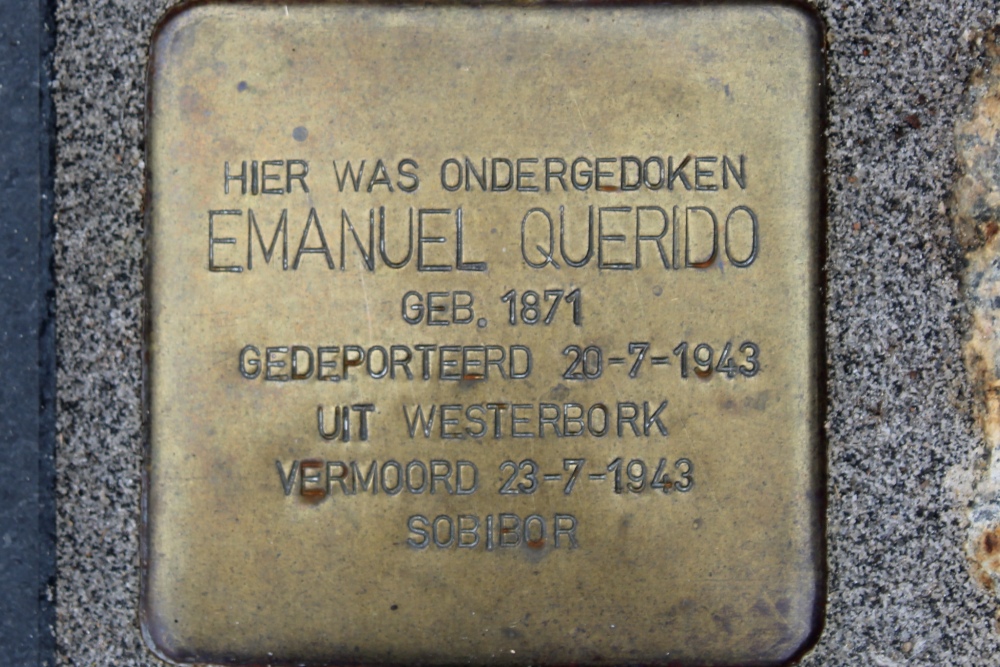 HIER WAS ONDERGEDOKEN
EMANUEL QUERIDO
GEB. 1871
GEDEPORTEERD 20-7-1943
UIT WESTERBORK
VERMOORD 23-7-1943
SOBIBOR